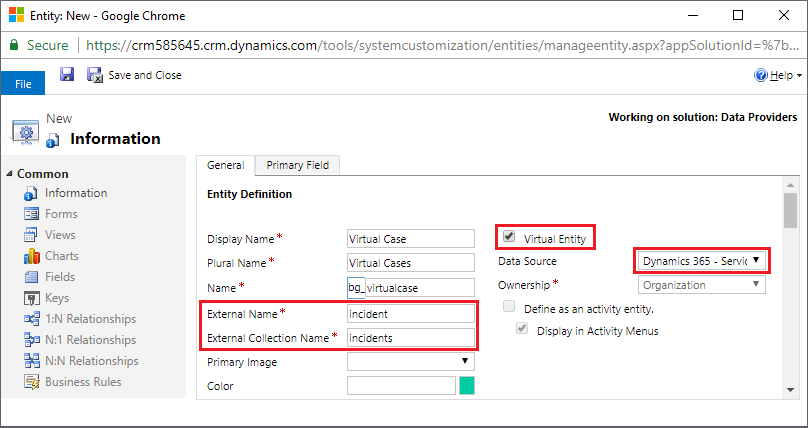 Entity: New - Google Chrome
Secure https://crm585645.crm.dynamics.com/tools/systemcustomization/entities/manageentity.aspx?appSolutionId=%7b...
File Save and Close Help
New
Information
Working on solution: Data Providers
Common
Information
Forms
Views
Charts
Fields
Keys
1:N Relationships
N:1 Relationships
N:N Relationships
Business Rules
General Primary Field
Entity Definition
Display Name * Virtual Case
Plural Name * Virtual Cases
Name * bg_ virtualcase
External Name * incident
External Collection Name * incidents
Primary Image
Color
Virtual Entity
Data Source Dynamics 365 - Servic
Ownership * Organization
Define as an activity entity.
Display in Activity Menus